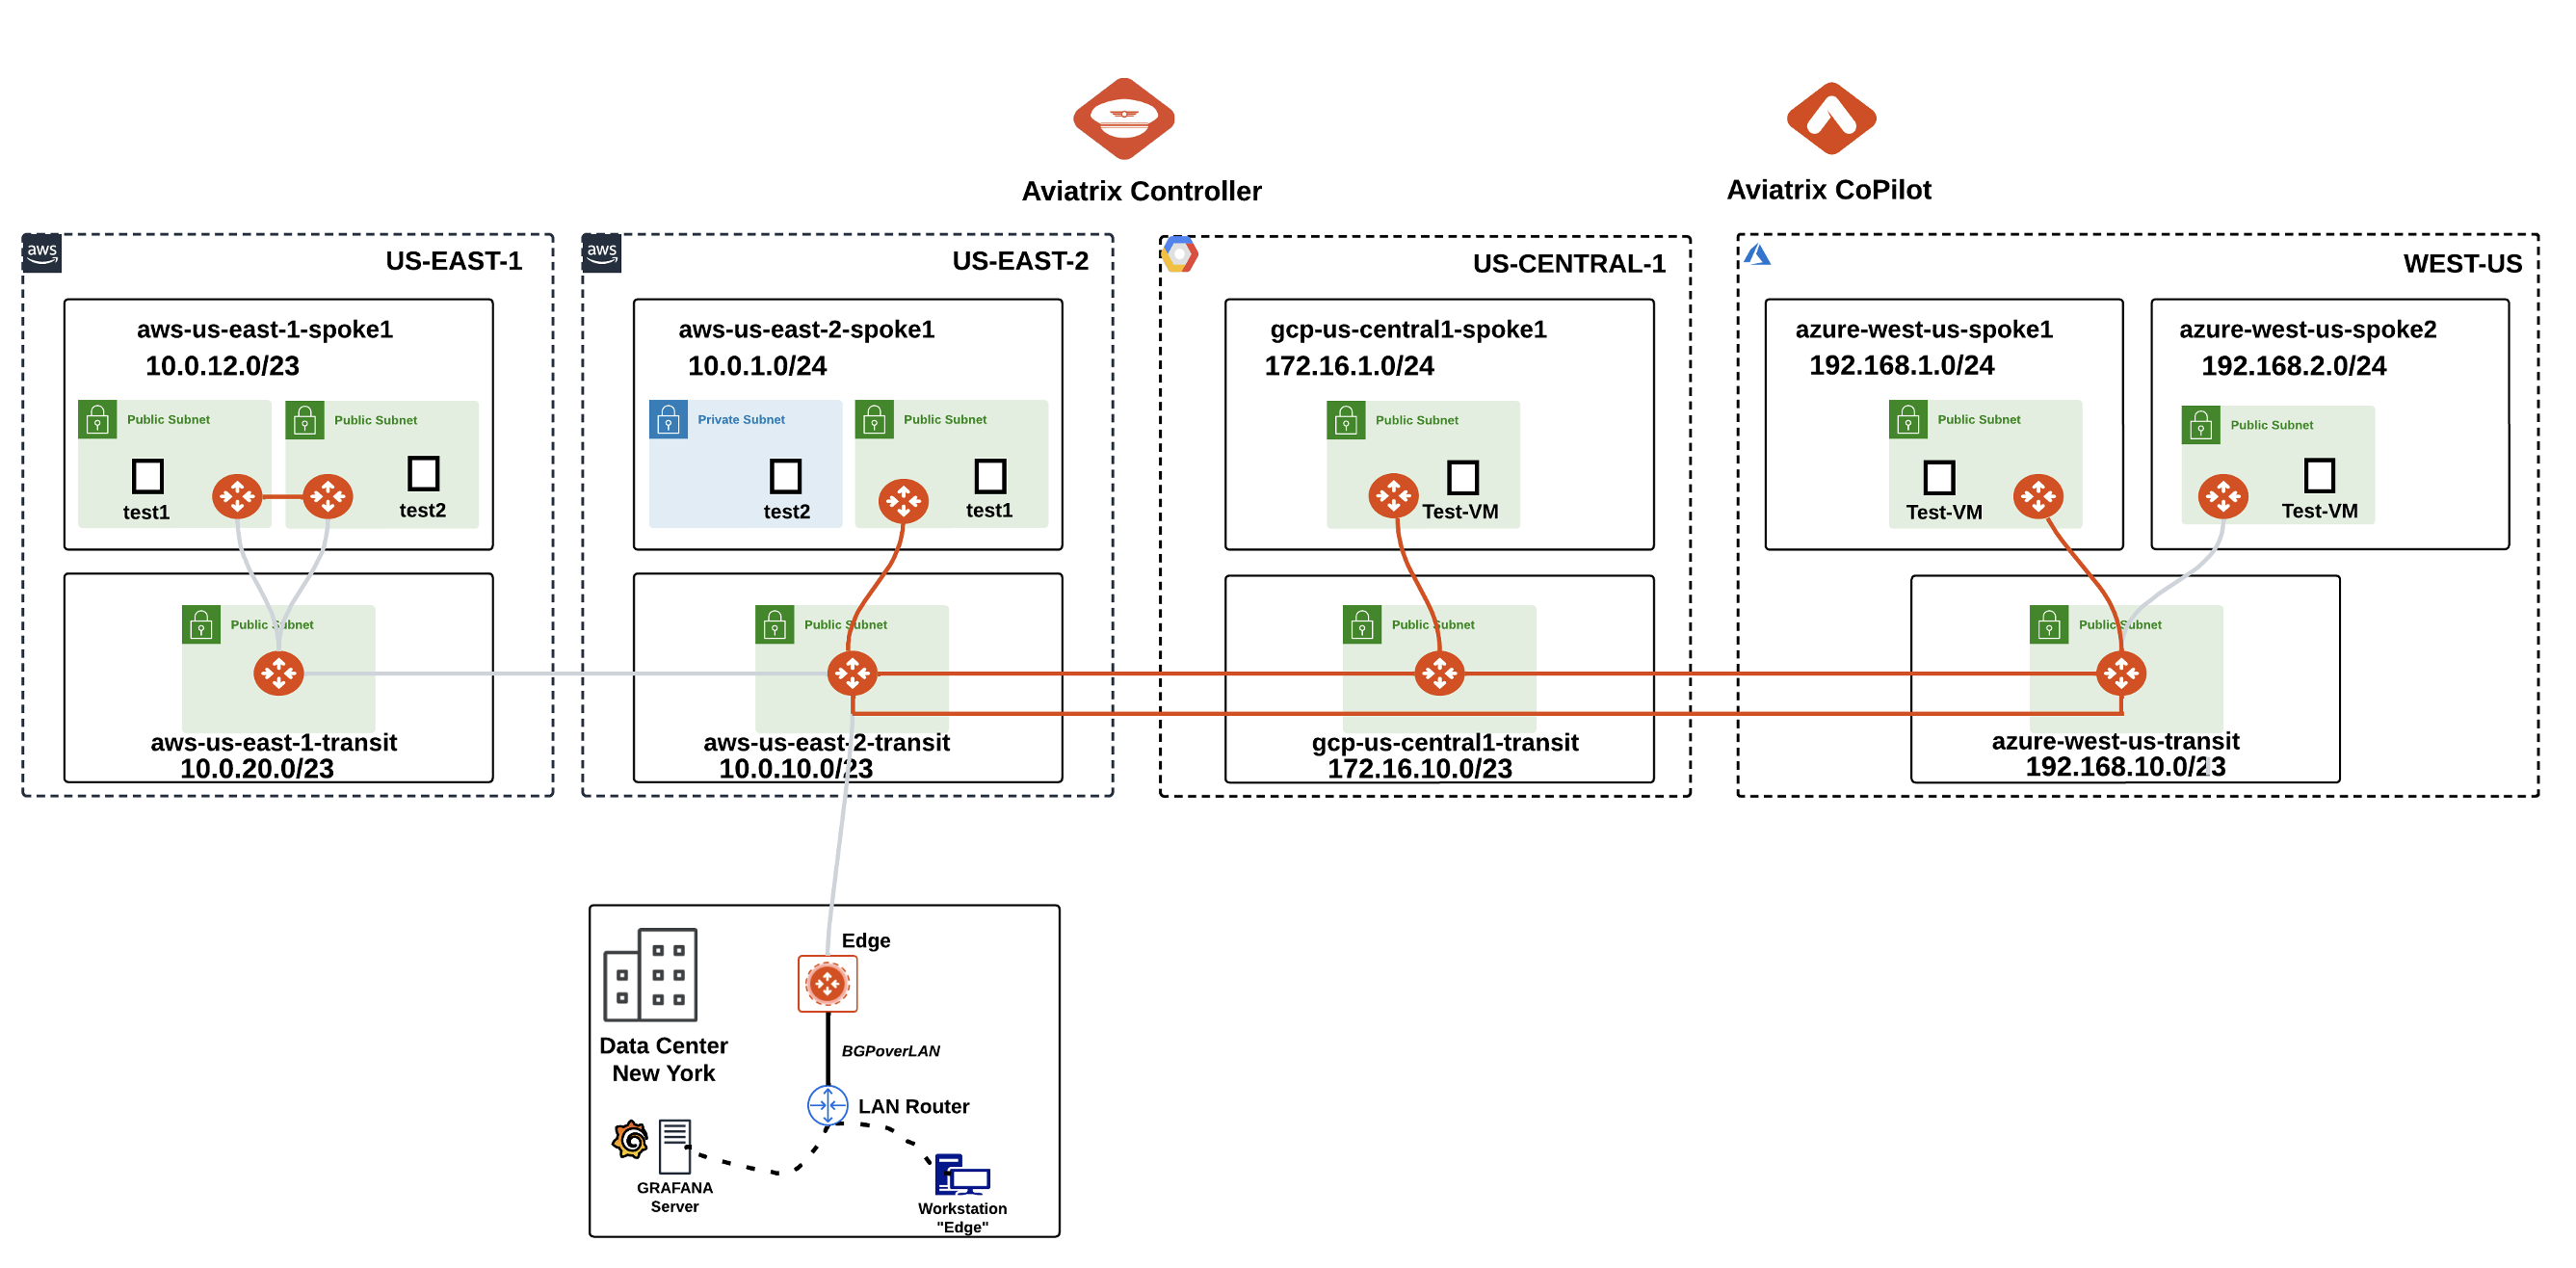 Aviatrix Controller
Aviatrix CoPilot
aws
US-EAST-1
aws-us-east-1-spoke1
10.0.12.0/23
Public Subnet
test1
Public Subnet
test2
Public Subnet
aws-us-east-1-transit
10.0.20.0/23
aws
US-EAST-2
aws-us-east-2-spoke1
10.0.1.0/24
Private Subnet
test2
Public Subnet
test1
Public Subnet
aws-us-east-2-transit
10.0.10.0/23
US-CENTRAL-1
gcp-us-central1-spoke1
172.16.1.0/24
Public Subnet
Test-VM
Public Subnet
gcp-us-central1-transit
172.16.10.0/23
WEST-US
azure-west-us-spoke1
192.168.1.0/24
Public Subnet
Test-VM
azure-west-us-spoke2
192.168.2.0/24
Public Subnet
Test-VM
Public Subnet
azure-west-us-transit
192.168.10.0/23
Edge
Data Center
New York
BGPoverLAN
LAN Router
GRAFANA
Server
Workstation
"Edge"